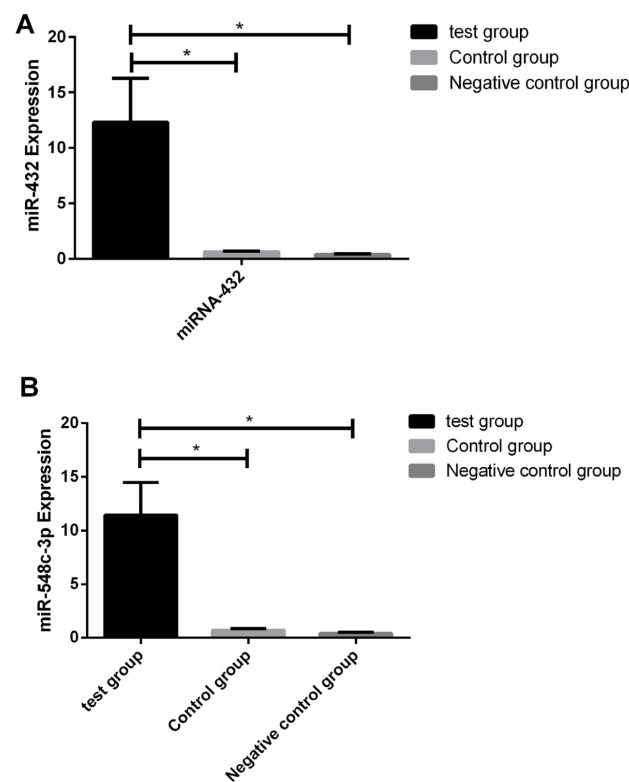 A
miR-432 Expression
20
15
10
5
0
*
*
test group
Control group
Negative control group
miRNA-432
B
miR-548c-3p Expression
20
15
10
5
0
*
*
test group
Control group
Negative control group
test group
Control group
Negative control group